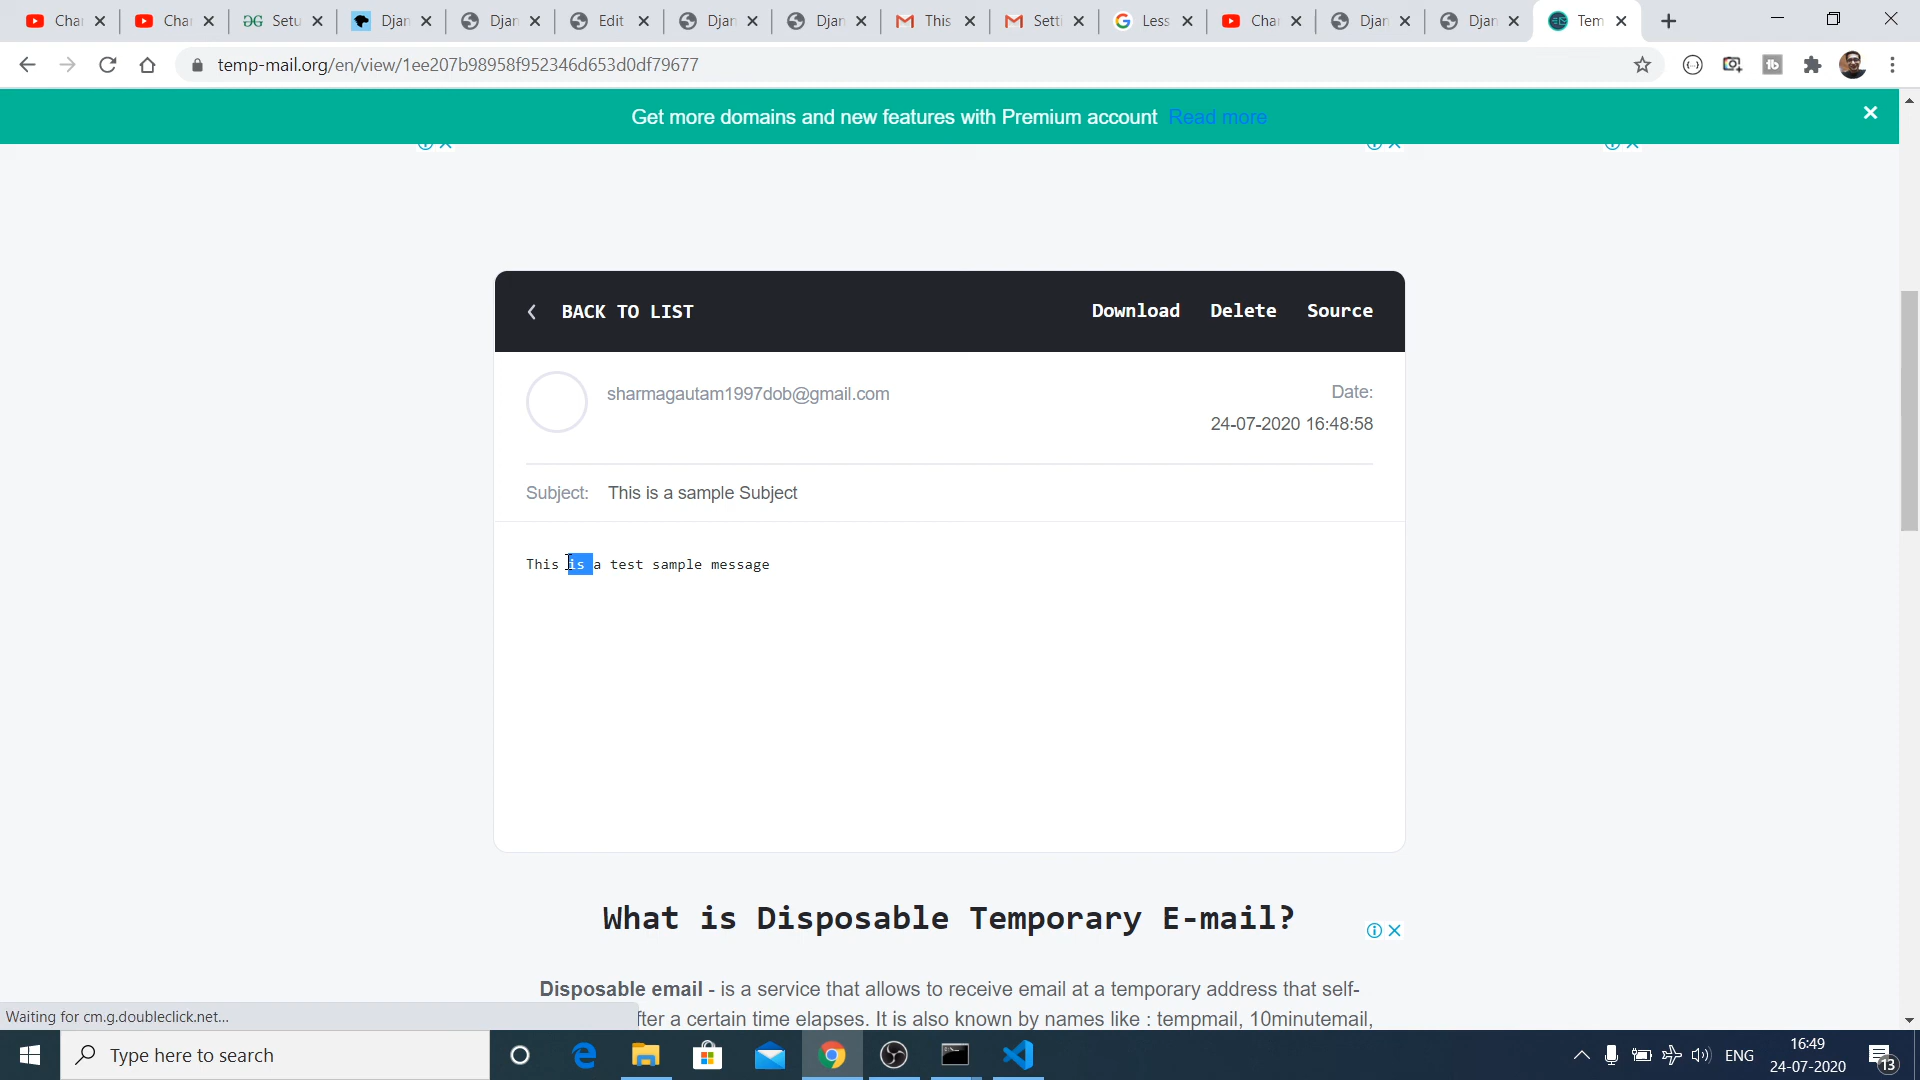 Cha
Cha
Setu
Djan
Djan
Edit
Djan
Djan
This
Setti
Less
Cha
Djan
Djan
Tem
temp-mail.org/en/view/1ee207b98958f952346d653d0df79677
Get more domains and new features with Premium account Read more
BACK TO LIST
Download Delete Source
sharmagautam1997dob@gmail.com
Date:
24-07-2020 16:48:58
Subject: This is a sample Subject
This is a test sample message
What is Disposable Temporary E-mail?
Disposable email - is a service that allows to receive email at a temporary address that self-
fter a certain time elapses. It is also known by names like : tempmail, 10minutemail,
Waiting for cm.g.doubleclick.net...
Type here to search
ENG
16:49
24-07-2020
13